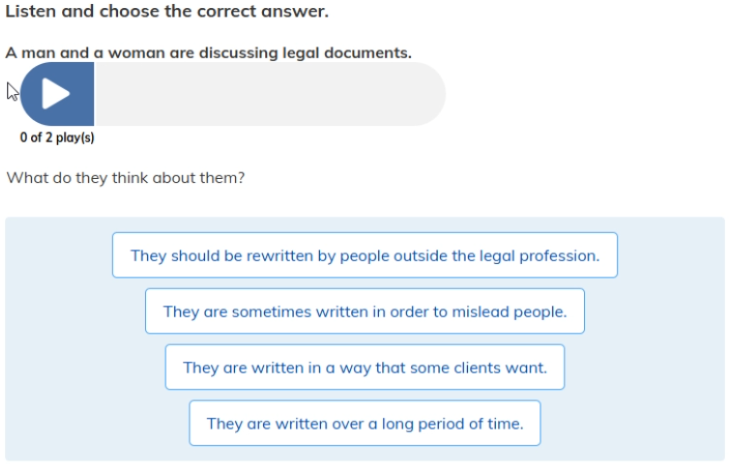 Listen and choose the correct answer.
A man and a woman are discussing legal documents.
0 of 2 play(s)
What do they think about them?
They should be rewritten by people outside the legal profession.
They are sometimes written in order to mislead people.
They are written in a way that some clients want.
They are written over a long period of time.